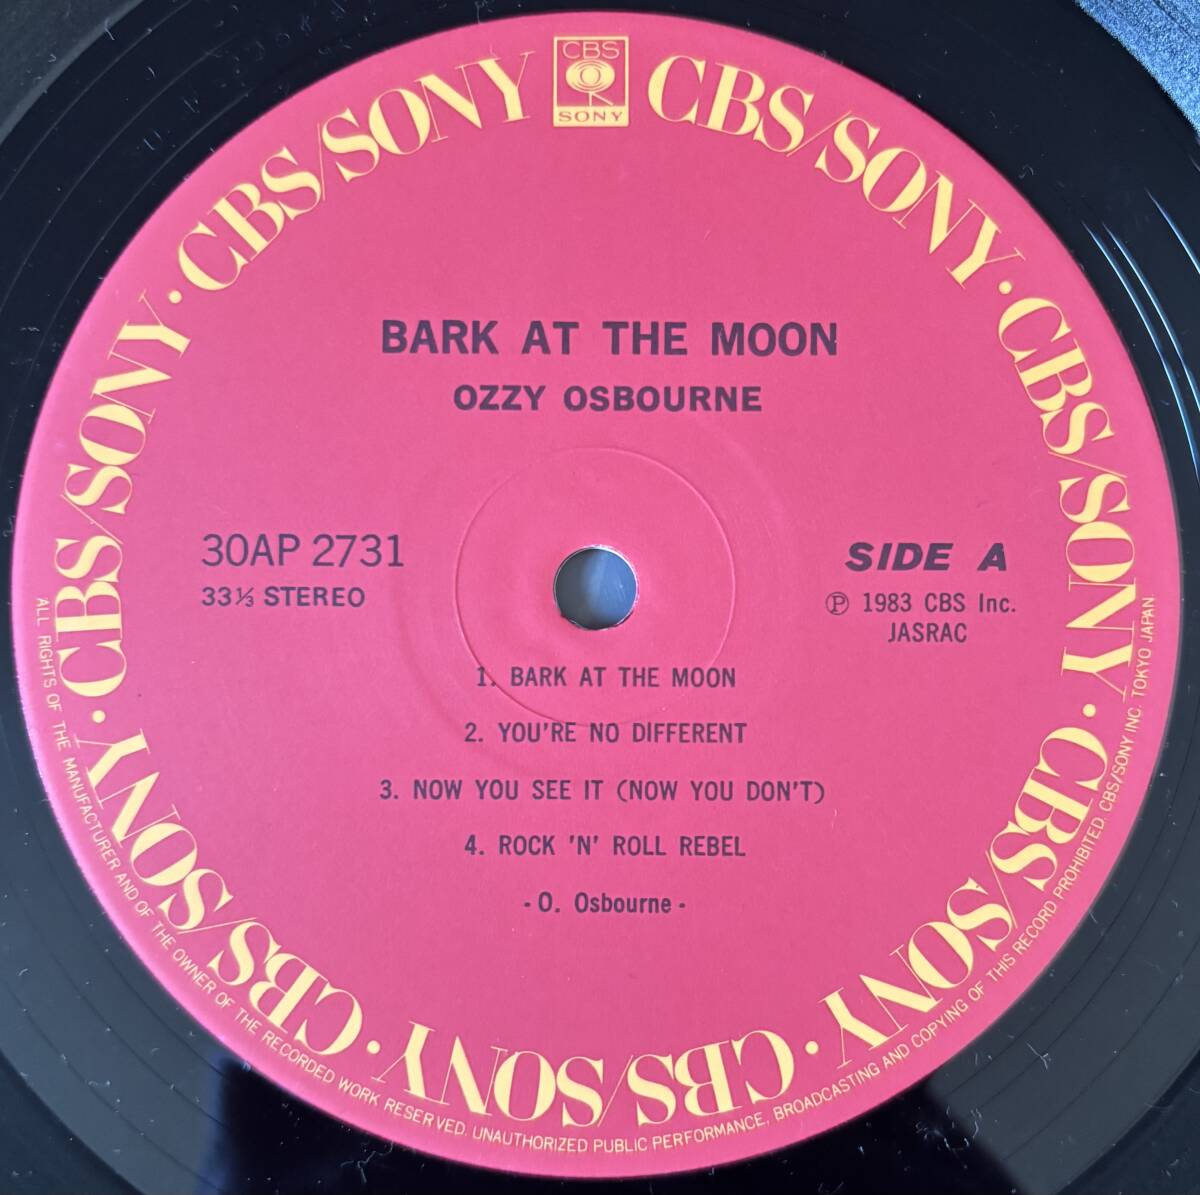 CBS
SONY
CBS/SONY · CBS/SONY · CBS/SONY · CBS/SONY · CBS/SONY · CBS/SONY · CBS/SONY
BARK AT THE MOON
OZZY OSBOURNE
30AP 2731
33⅓ STEREO
SIDE A
Ⓟ 1983 CBS Inc.
JASRAC
1. BARK AT THE MOON
2. YOU'RE NO DIFFERENT
3. NOW YOU SEE IT (NOW YOU DON'T)
4. ROCK 'N' ROLL REBEL
- O. Osbourne -
ALL RIGHTS OF THE MANUFACTURER AND OF THE OWNER OF THE RECORDED WORK RESERVED. UNAUTHORIZED PUBLIC PERFORMANCE, BROADCASTING AND COPYING OF THIS RECORD PROHIBITED. CBS/SONY INC. TOKYO JAPAN.